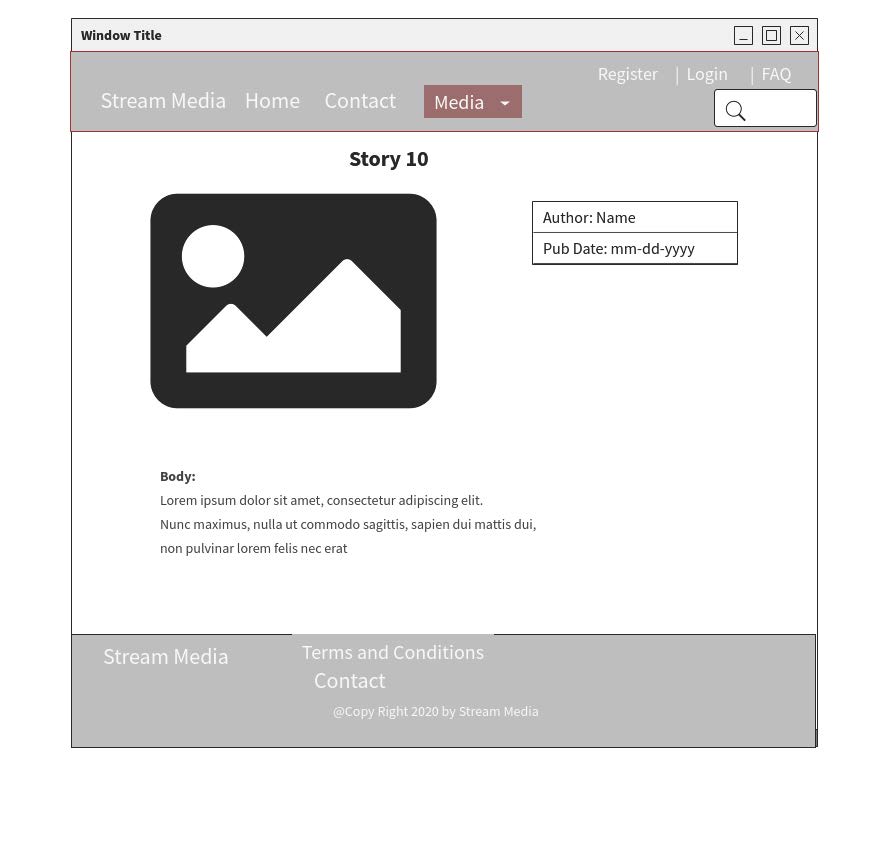 Window Title
Register | Login | FAQ
Stream Media Home Contact Media
Story 10
Author: Name
Pub Date: mm-dd-yyyy
Body:
Lorem ipsum dolor sit amet, consectetur adipiscing elit.
Nunc maximus, nulla ut commodo sagittis, sapien dui mattis dui,
non pulvinar lorem felis nec erat
Stream Media
Terms and Conditions
Contact
@Copy Right 2020 by Stream Media